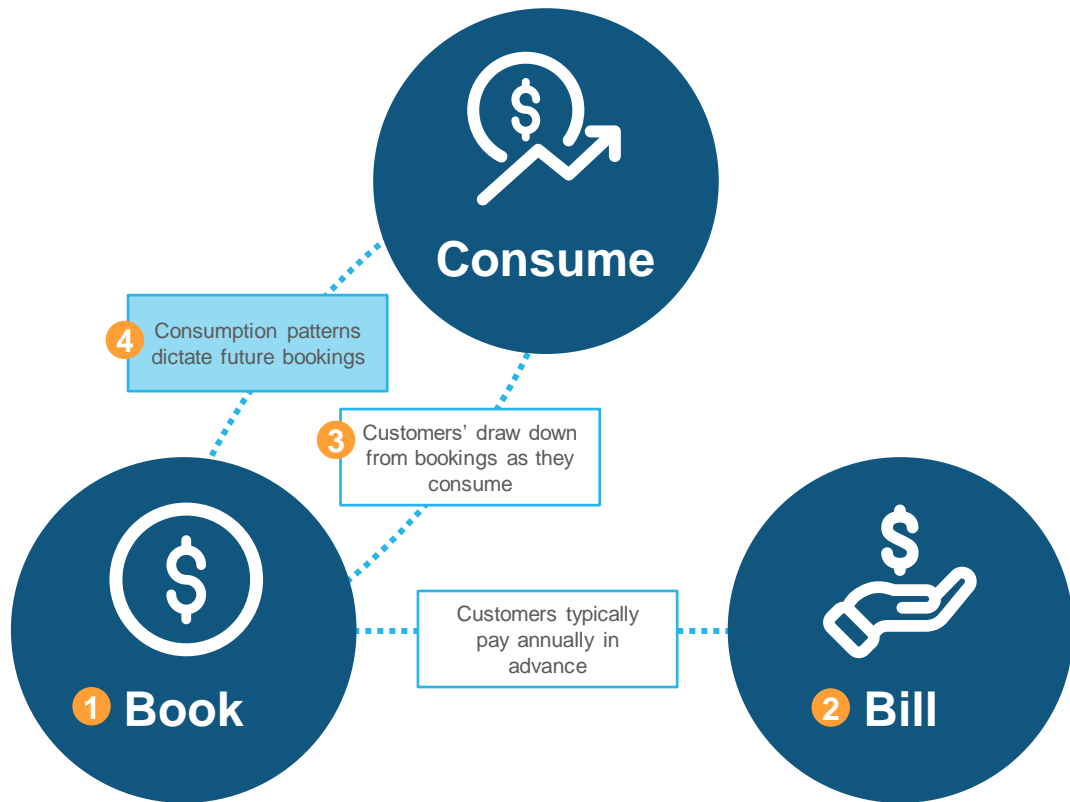 $
Consume
4
Consumption patterns
dictate future bookings
3
Customers’ draw down
from bookings as they
consume
$
1 Book
Customers typically
pay annually in
advance
$
2 Bill